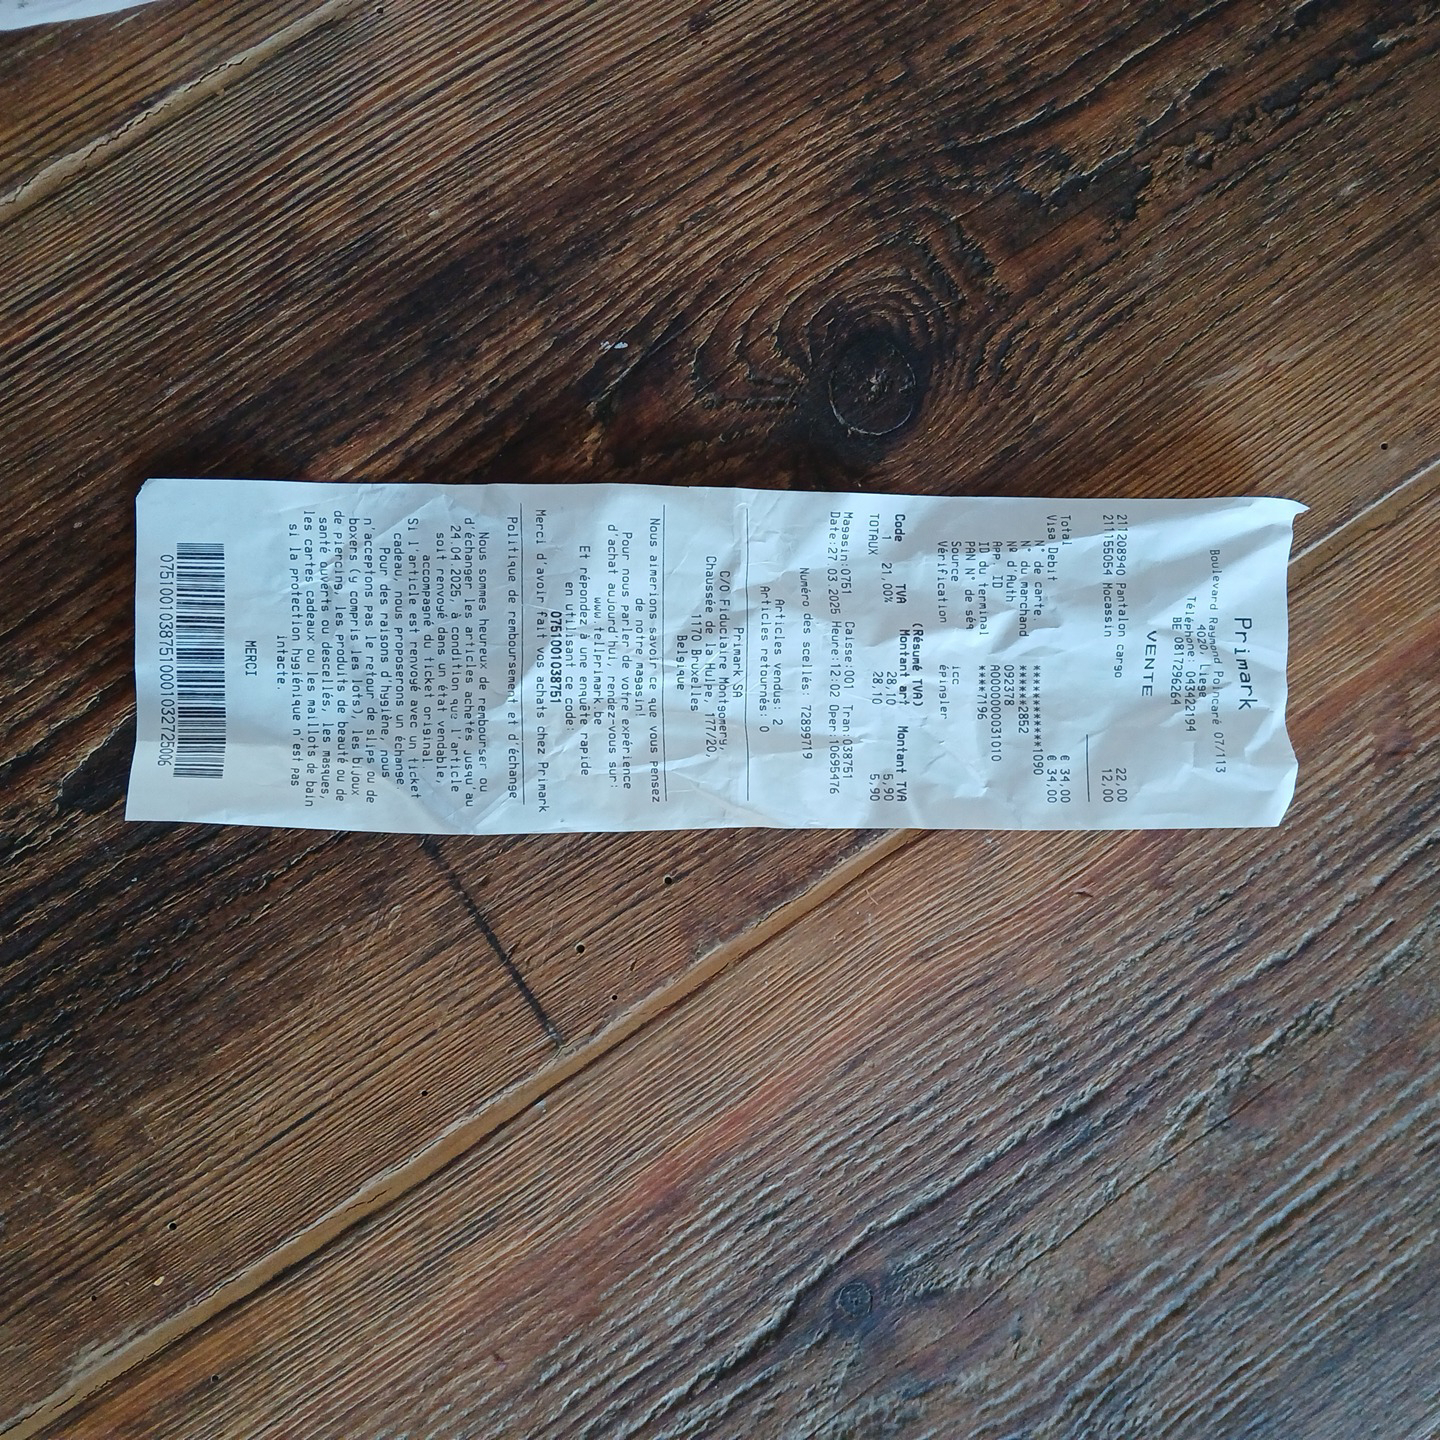 Primark
Boulevard Raymond Poincaré 07/113
4020, Liège
Téléphone: 043422194
BE 0817296264
VENTE
211208940 Pantalon cargo 22,00
211155054 Mocassin 12,00
Total € 34,00
Visa Debit € 34,00
N° de carte. ************1090
N° du marchand *****2852
Nº d'Auth 092378
App. ID A0000000031010
ID du terminal ****7196
PAN N° de séq
Source icc
Vérification épingler
(Résumé TVA)
Code TVA Montant art Montant TVA
1 21,00% 28,10 5,90
TOTAUX 28,10 5,90
Magasin:0751 Caisse:001 Tran:038751
Date:27 03 2025 Heure:12:02 Oper:10695476
Numéro des scellés: 72899719
Articles vendus: 2
Articles retournés: 0
Primark SA
C/O Fiduciaire Montgomery,
Chaussée de la Hulpe, 177/20,
1170 Bruxelles
Belgique
Nous aimerions savoir ce que vous pensez
de notre magasin!
Pour nous parler de votre expérience
d'achat aujourd'hui, rendez-vous sur:
www.tellprimark.be
Et répondez à une enquête rapide
en utilisant ce code:
075100103875​1
Merci d'avoir fait vos achats chez Primark
Politique de remboursement et d'échange
Nous sommes heureux de rembourser ou
d'échanger les articles achetés jusqu'au
24.04.2025, à condition que l'article
soit renvoyé dans un état vendable,
accompagné du ticket original.
Si l'article est renvoyé avec un ticket
cadeau, nous proposerons un échange
Pour des raisons d'hygiène, nous
n'acceptons pas le retour de slips ou de
boxers (y compris les lots), les bijoux
de piercing, les produits de beauté ou de
santé ouverts ou descellés, les masques,
les cartes cadeaux ou les maillots de bain
si la protection hygiénique n'est pas
intacte.
MERCI
07510010387510000103272​5006